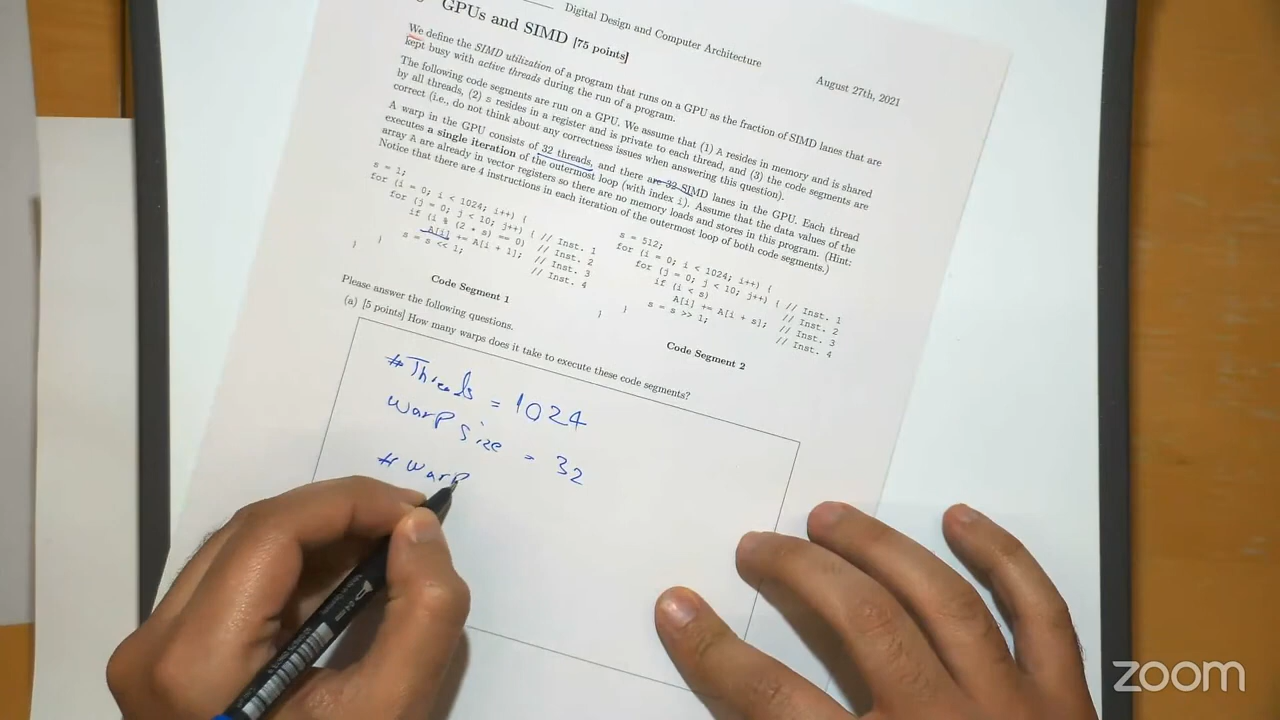 GPUs and SIMD [75 points]
Digital Design and Computer Architecture
August 27th, 2021
We define the SIMD utilization of a program that runs on a GPU as the fraction of SIMD lanes that are
kept busy with active threads during the run of a program.
The following code segments are run on a GPU. We assume that (1) A resides in memory and is shared
by all threads, (2) s resides in a register and is private to each thread, and (3) the code segments are
correct (i.e., do not think about any correctness issues when answering this question).
A warp in the GPU consists of 32 threads, and there are 32 SIMD lanes in the GPU. Each thread
executes a single iteration of the outermost loop (with index i). Assume that the data values of the
array A are already in vector registers so there are no memory loads and stores in this program. (Hint:
Notice that there are 4 instructions in each iteration of the outermost loop of both code segments.)
s = 1;
for (i = 0; i < 1024; i++) {
for (j = 0; j < 10; j++) { // Inst. 1
if (i % (2 * s) == 0) // Inst. 2
A[i] += A[i + 1]; // Inst. 3
s = s << 1; // Inst. 4
}
}
Code Segment 1
s = 512;
for (i = 0; i < 1024; i++) {
for (j = 0; j < 10; j++) { // Inst. 1
if (i < s) // Inst. 2
A[i] += A[i + s]; // Inst. 3
s = s >> 1; // Inst. 4
}
}
Code Segment 2
Please answer the following questions.
(a) [5 points] How many warps does it take to execute these code segments?
# Threads = 1024
warp size = 32
# warp
zoom